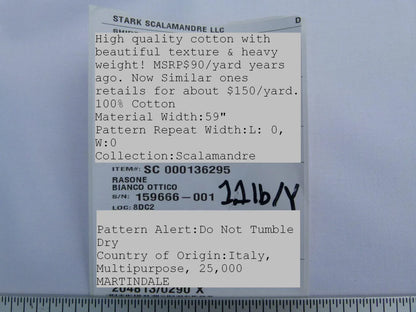 STARK SCALAMANDRE LLC D
High quality cotton with
beautiful texture & heavy
weight! MSRP$90/yard years
ago. Now Similar ones
retails for about $150/yard.
100% Cotton
Material Width:59"
Pattern Repeat Width:L: 0,
W:0
Collection:Scalamandre
ITEM#: SC 000136295
RASONE
BIANCO OTTICO
S/N: 159666-001
LOC: 8DC2
Pattern Alert:Do Not Tumble
Dry
Country of Origin:Italy,
Multipurpose, 25,000
MARTINDALE
204813/0290 X